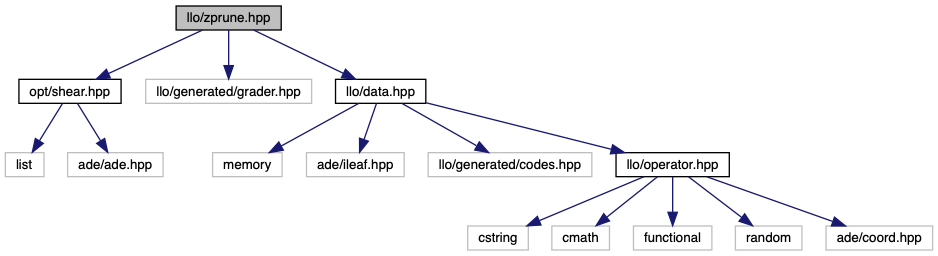 llo/zprune.hpp
opt/shear.hpp
llo/generated/grader.hpp
llo/data.hpp
list
ade/ade.hpp
memory
ade/ileaf.hpp
llo/generated/codes.hpp
llo/operator.hpp
cstring
cmath
functional
random
ade/coord.hpp